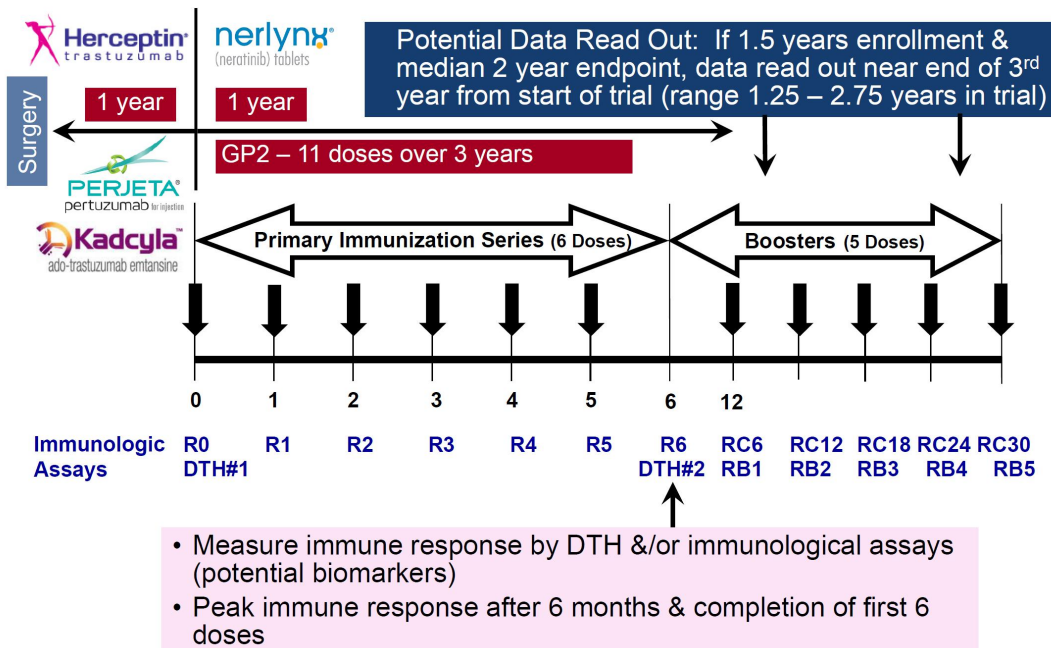 Herceptin®
trastuzumab
nerlynx®
(neratinib) tablets
Potential Data Read Out: If 1.5 years enrollment &
median 2 year endpoint, data read out near end of 3rd
year from start of trial (range 1.25 – 2.75 years in trial)
Surgery
1 year
1 year
GP2 – 11 doses over 3 years
PERJETA®
pertuzumab for injection
Kadcyla™
ado-trastuzumab emtansine
Primary Immunization Series (6 Doses)
Boosters (5 Doses)
0 1 2 3 4 5 6 12
Immunologic R0 R1 R2 R3 R4 R5 R6 RC6 RC12 RC18 RC24 RC30
Assays DTH#1 DTH#2 RB1 RB2 RB3 RB4 RB5
• Measure immune response by DTH &/or immunological assays
(potential biomarkers)
• Peak immune response after 6 months & completion of first 6
doses